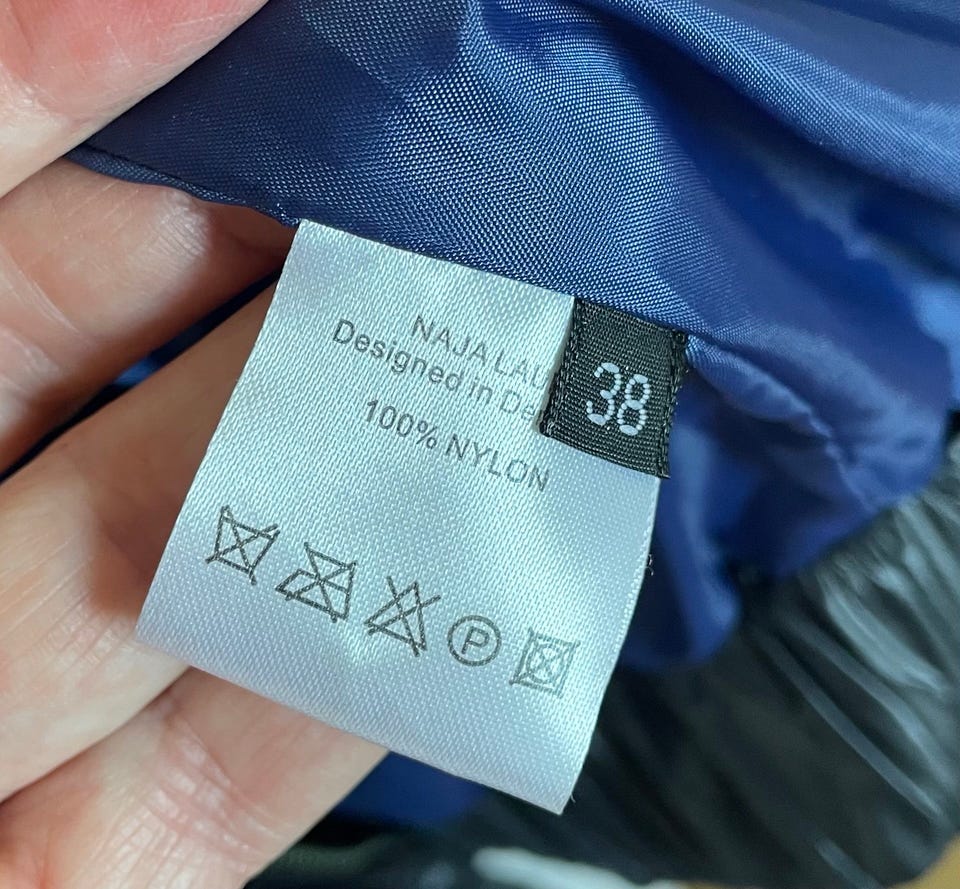 NAJA
Designed in
100% NYLON
38
P